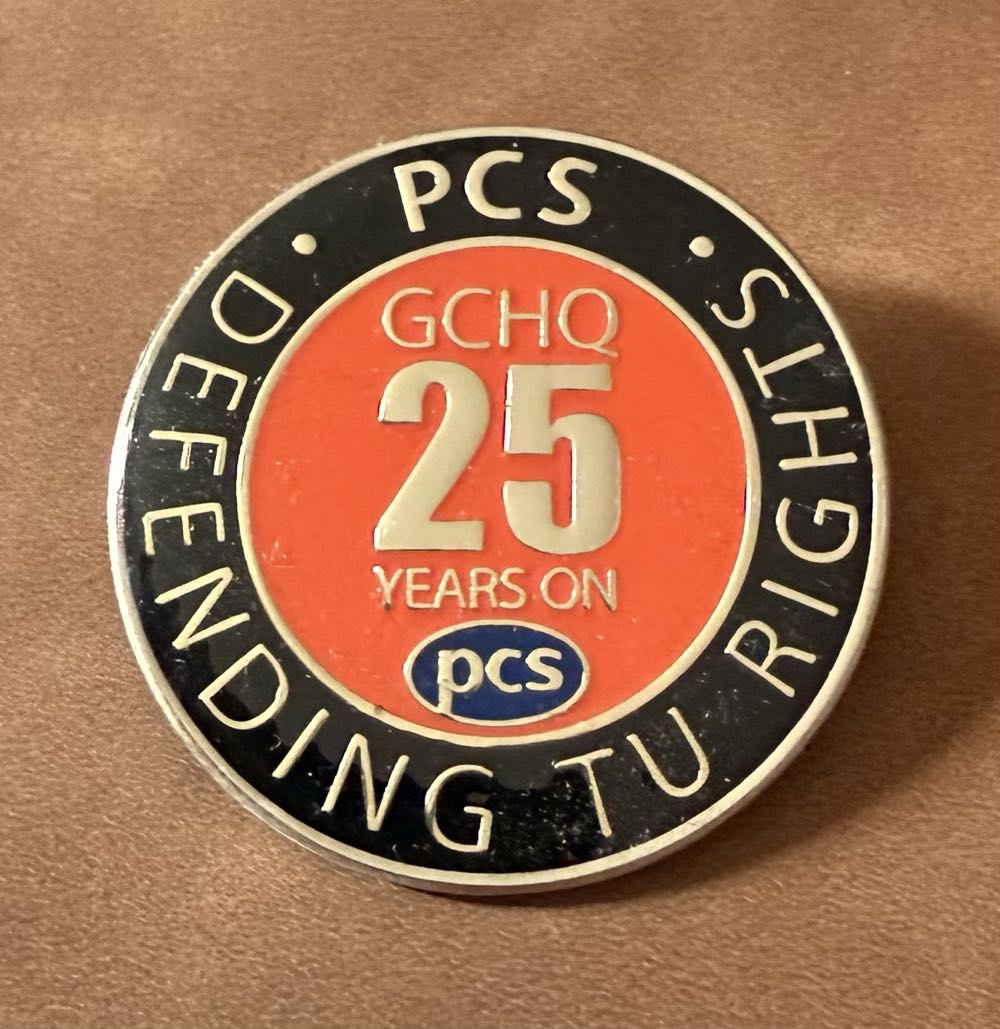 PCS
GCHQ
25
YEARS ON
pcs
• DEFENDING TU RIGHTS •